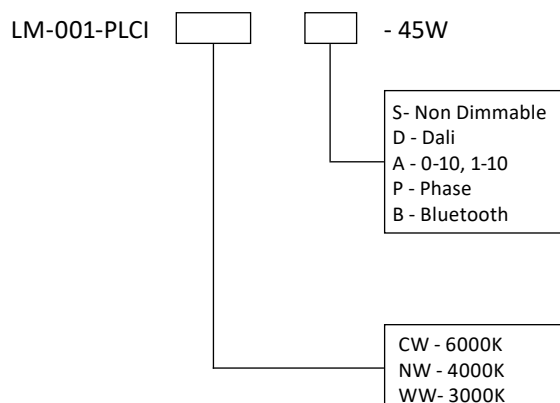 LM-001-PLCI - 45W
S- Non Dimmable
D - Dali
A - 0-10, 1-10
P - Phase
B - Bluetooth
CW - 6000K
NW - 4000K
WW- 3000K